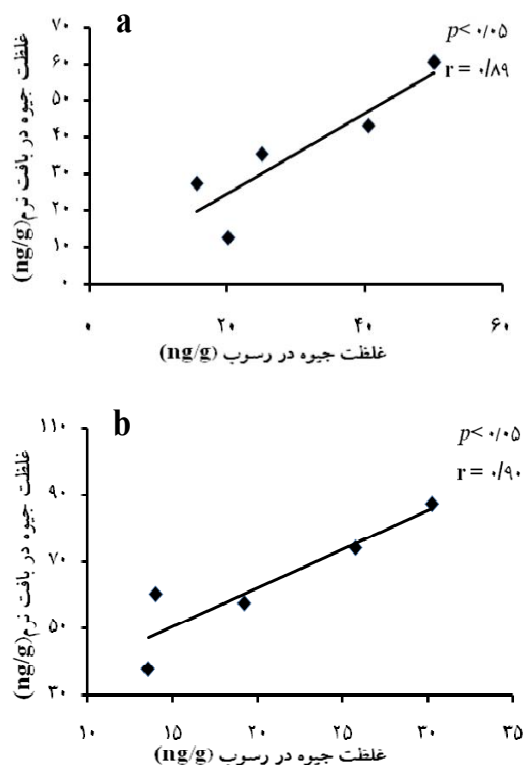 a
p< ۰/۰۵
r = ۰/۸۹
غلظت جیوه در بافت نرم(ng/g)
۷۰
۶۰
۵۰
۴۰
۳۰
۲۰
۱۰
۰
۰ ۲۰ ۴۰ ۶۰
غلظت جیوه در رسوب (ng/g)
b
p< ۰/۰۵
r = ۰/۹۰
غلظت جیوه در بافت نرم(ng/g)
۱۱۰
۹۰
۷۰
۵۰
۳۰
۱۰ ۱۵ ۲۰ ۲۵ ۳۰ ۳۵
غلظت جیوه در رسوب (ng/g)